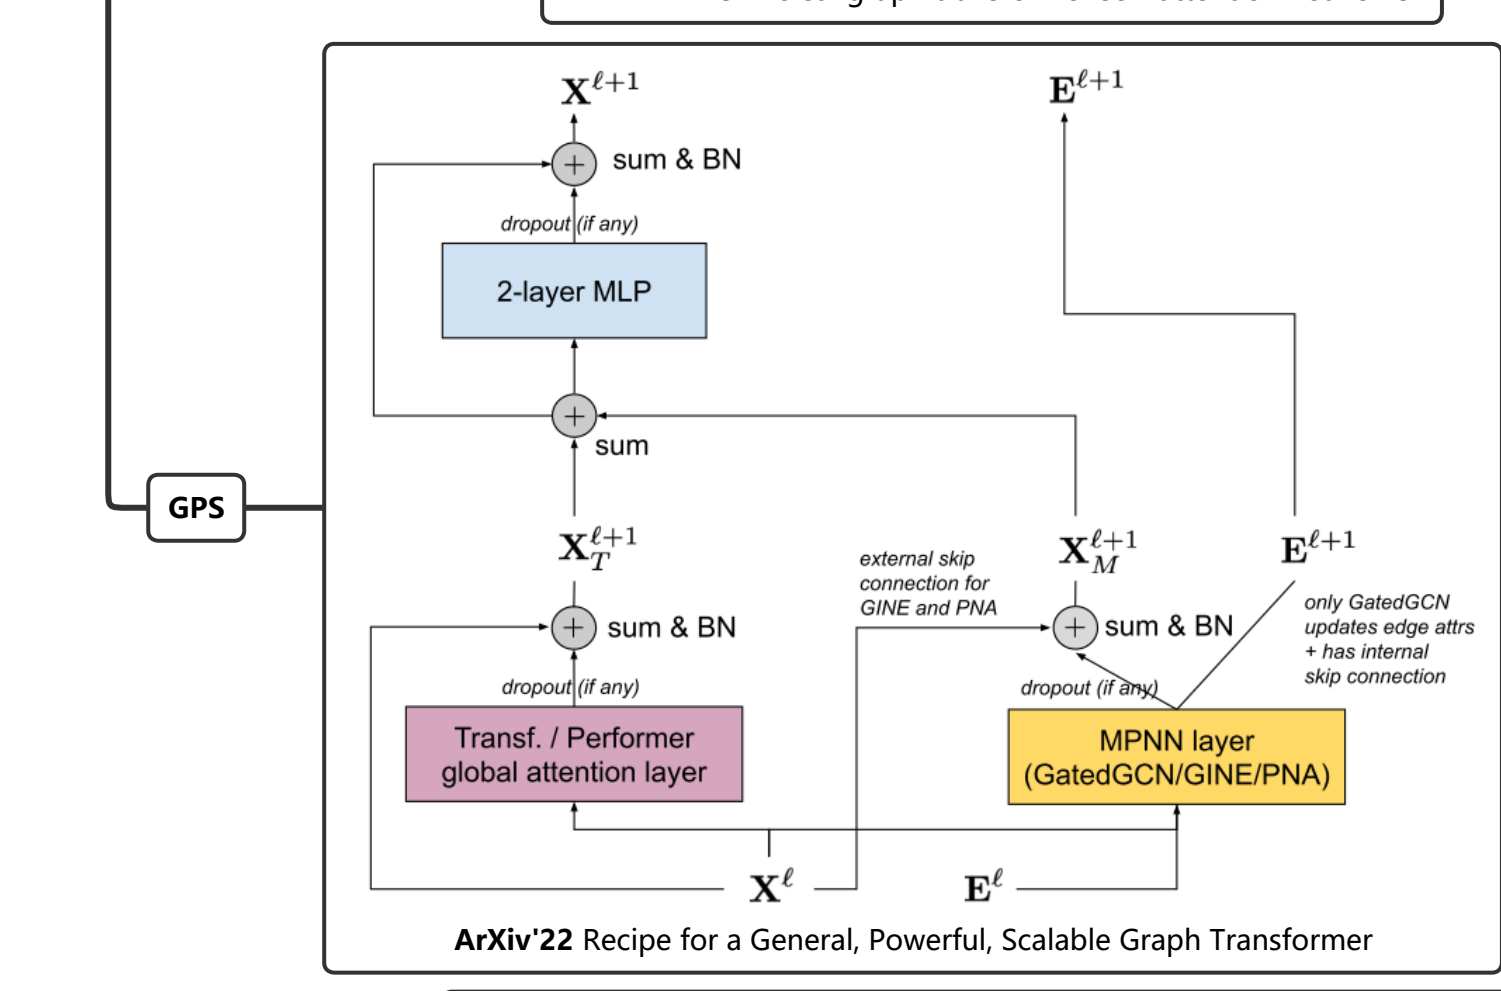 X^{ℓ+1}
E^{ℓ+1}
+ sum & BN
dropout (if any)
2-layer MLP
+
sum
GPS
X_T^{ℓ+1}
external skip
connection for
GINE and PNA
X_M^{ℓ+1}
E^{ℓ+1}
only GatedGCN
updates edge attrs
+ has internal
skip connection
+ sum & BN
+ sum & BN
dropout (if any)
dropout (if any)
Transf. / Performer
global attention layer
MPNN layer
(GatedGCN/GINE/PNA)
X^ℓ
E^ℓ
ArXiv'22 Recipe for a General, Powerful, Scalable Graph Transformer